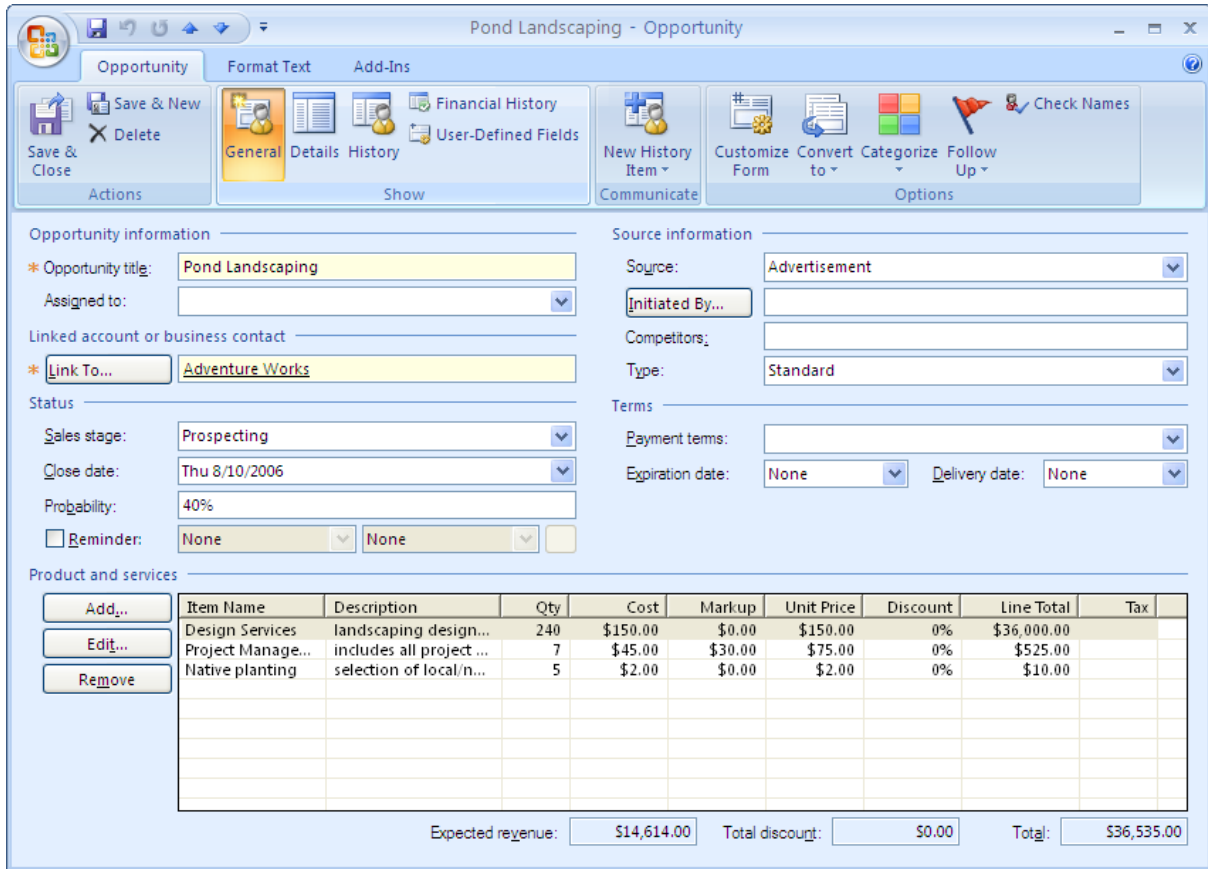 Pond Landscaping - Opportunity
Opportunity Format Text Add-Ins
Save & Close
Save & New
Delete
Actions
General Details History
Financial History
User-Defined Fields
Show
New History Item
Communicate
Customize Form
Convert to
Categorize
Follow Up
Check Names
Options
Opportunity information
* Opportunity title: Pond Landscaping
Assigned to:
Linked account or business contact
* Link To... Adventure Works
Status
Sales stage: Prospecting
Close date: Thu 8/10/2006
Probability: 40%
Reminder: None None
Source information
Source: Advertisement
Initiated By...
Competitors:
Type: Standard
Terms
Payment terms:
Expiration date: None Delivery date: None
Product and services
Add...
Edit...
Remove
Item Name Description Qty Cost Markup Unit Price Discount Line Total Tax
Design Services landscaping design... 240 $150.00 $0.00 $150.00 0% $36,000.00
Project Manage... includes all project ... 7 $45.00 $30.00 $75.00 0% $525.00
Native planting selection of local/n... 5 $2.00 $0.00 $2.00 0% $10.00
Expected revenue: $14,614.00 Total discount: $0.00 Total: $36,535.00